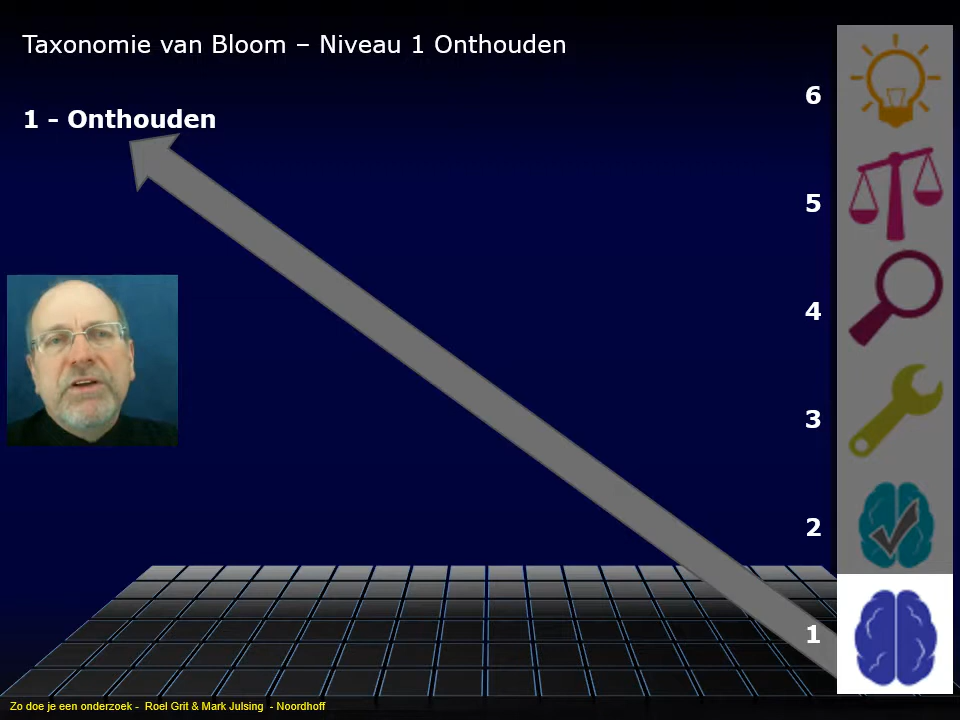 Taxonomie van Bloom – Niveau 1 Onthouden
1 - Onthouden
6
5
4
3
2
1
Zo doe je een onderzoek - Roel Grit & Mark Julsing - Noordhoff